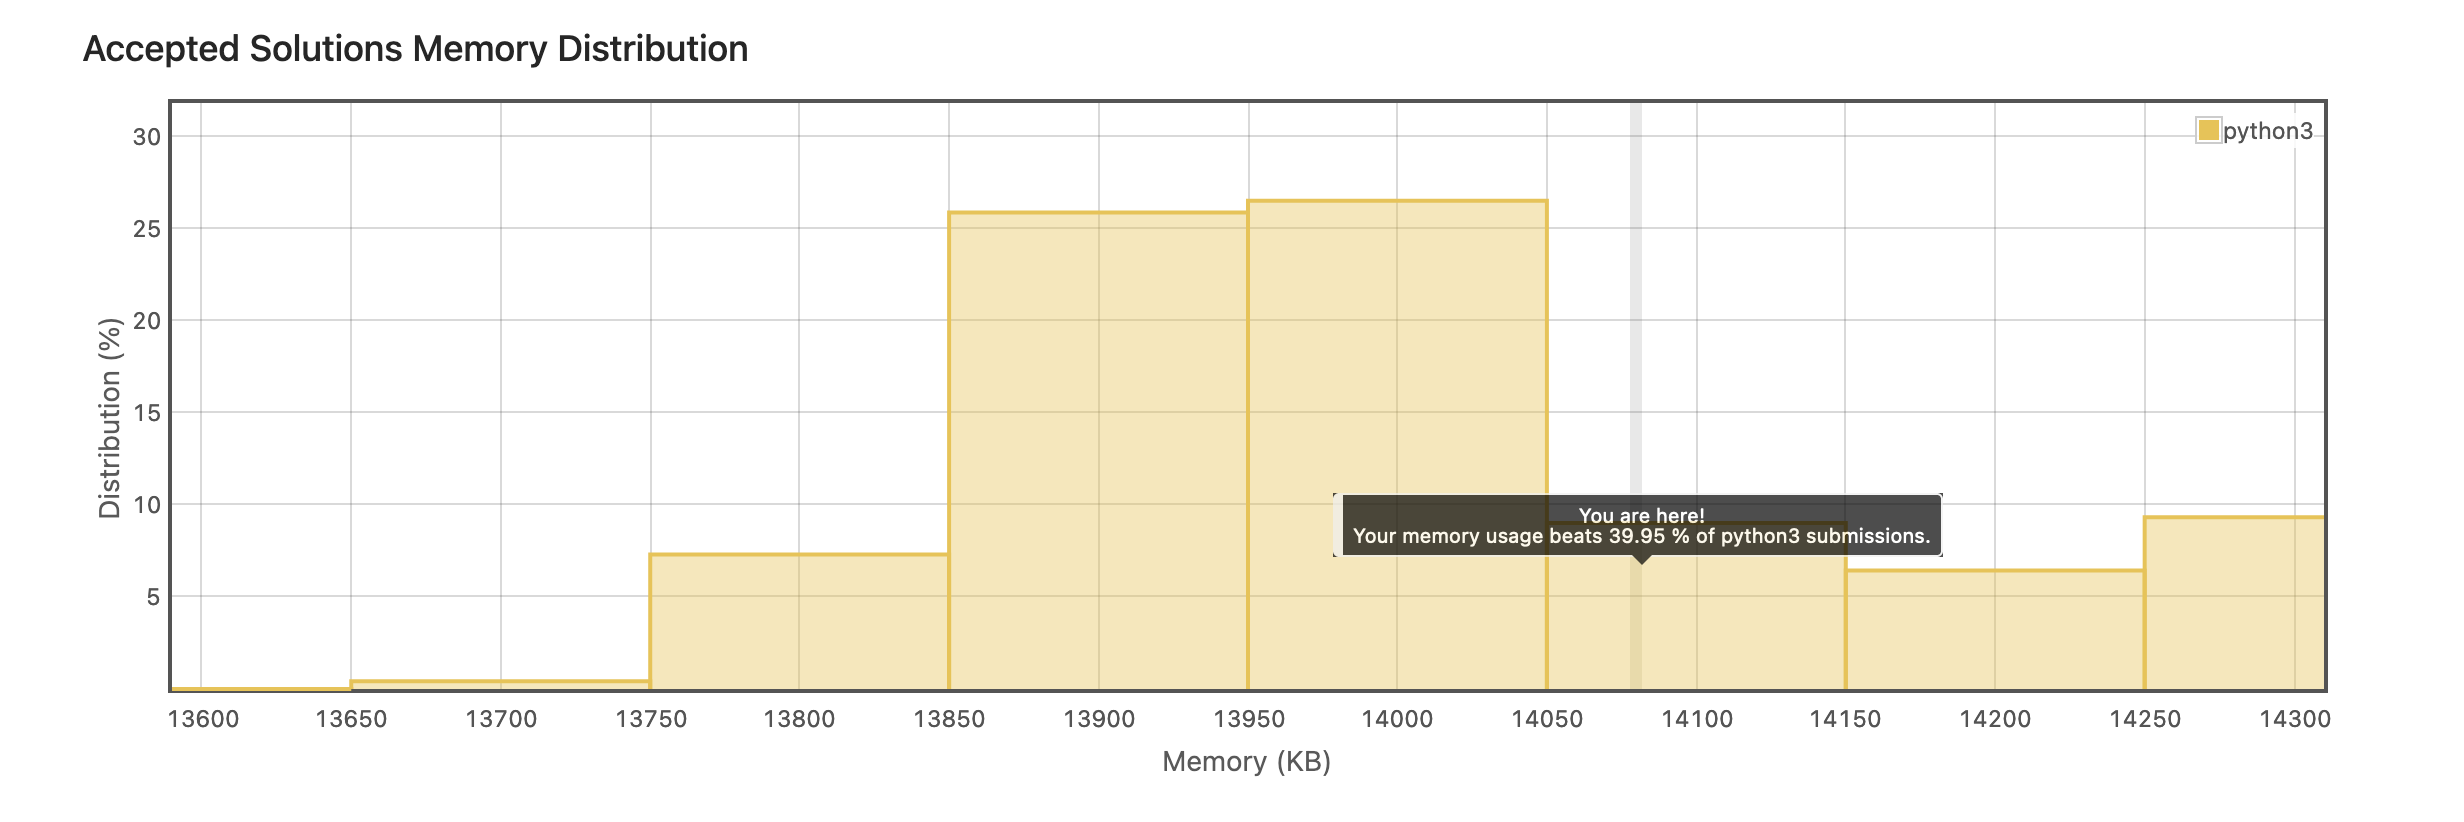 Accepted Solutions Memory Distribution
python3
30
25
20
15
10
5
Distribution (%)
You are here!
Your memory usage beats 39.95 % of python3 submissions.
13600 13650 13700 13750 13800 13850 13900 13950 14000 14050 14100 14150 14200 14250 14300
Memory (KB)